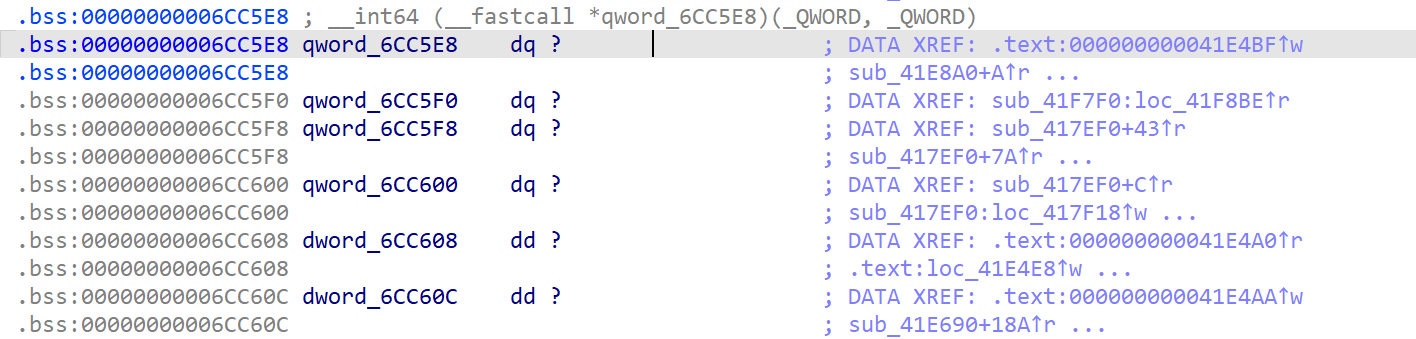 .bss:00000000006CC5E8 ; __int64 (__fastcall *qword_6CC5E8)(_QWORD, _QWORD)
.bss:00000000006CC5E8 qword_6CC5E8 dq ? ; DATA XREF: .text:000000000041E4BF↑w
.bss:00000000006CC5E8 ; sub_41E8A0+A↑r ...
.bss:00000000006CC5F0 qword_6CC5F0 dq ? ; DATA XREF: sub_41F7F0:loc_41F8BE↑r
.bss:00000000006CC5F8 qword_6CC5F8 dq ? ; DATA XREF: sub_417EF0+43↑r
.bss:00000000006CC5F8 ; sub_417EF0+7A↑r ...
.bss:00000000006CC600 qword_6CC600 dq ? ; DATA XREF: sub_417EF0+C↑r
.bss:00000000006CC600 ; sub_417EF0:loc_417F18↑w ...
.bss:00000000006CC608 dword_6CC608 dd ? ; DATA XREF: .text:000000000041E4A0↑r
.bss:00000000006CC608 ; .text:loc_41E4E8↑w ...
.bss:00000000006CC60C dword_6CC60C dd ? ; DATA XREF: .text:000000000041E4AA↑w
.bss:00000000006CC60C ; sub_41E690+18A↑r ...